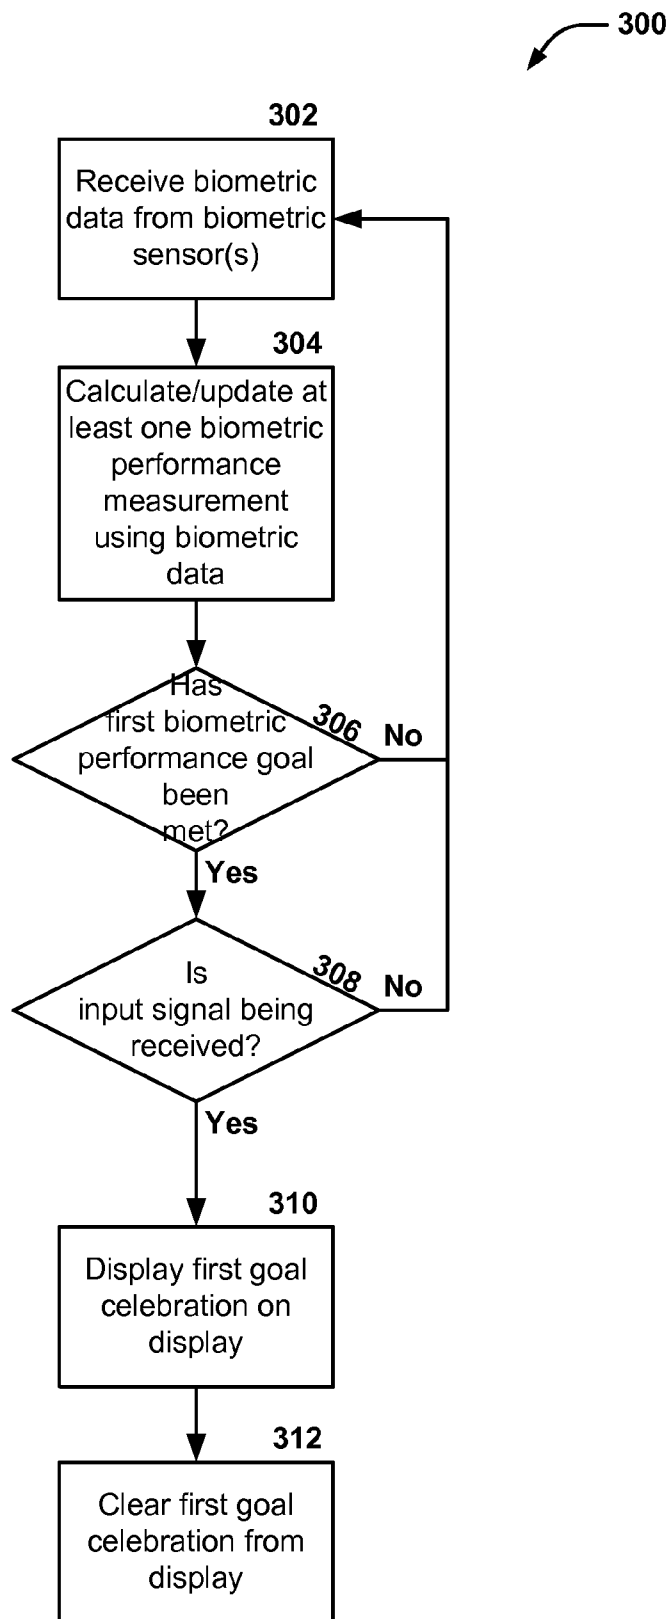 300
302
Receive biometric
data from biometric
sensor(s)
304
Calculate/update at
least one biometric
performance
measurement
using biometric
data
Has
first biometric
performance goal
been
met?
306
No
Yes
Is
input signal being
received?
308
No
Yes
310
Display first goal
celebration on
display
312
Clear first goal
celebration from
display